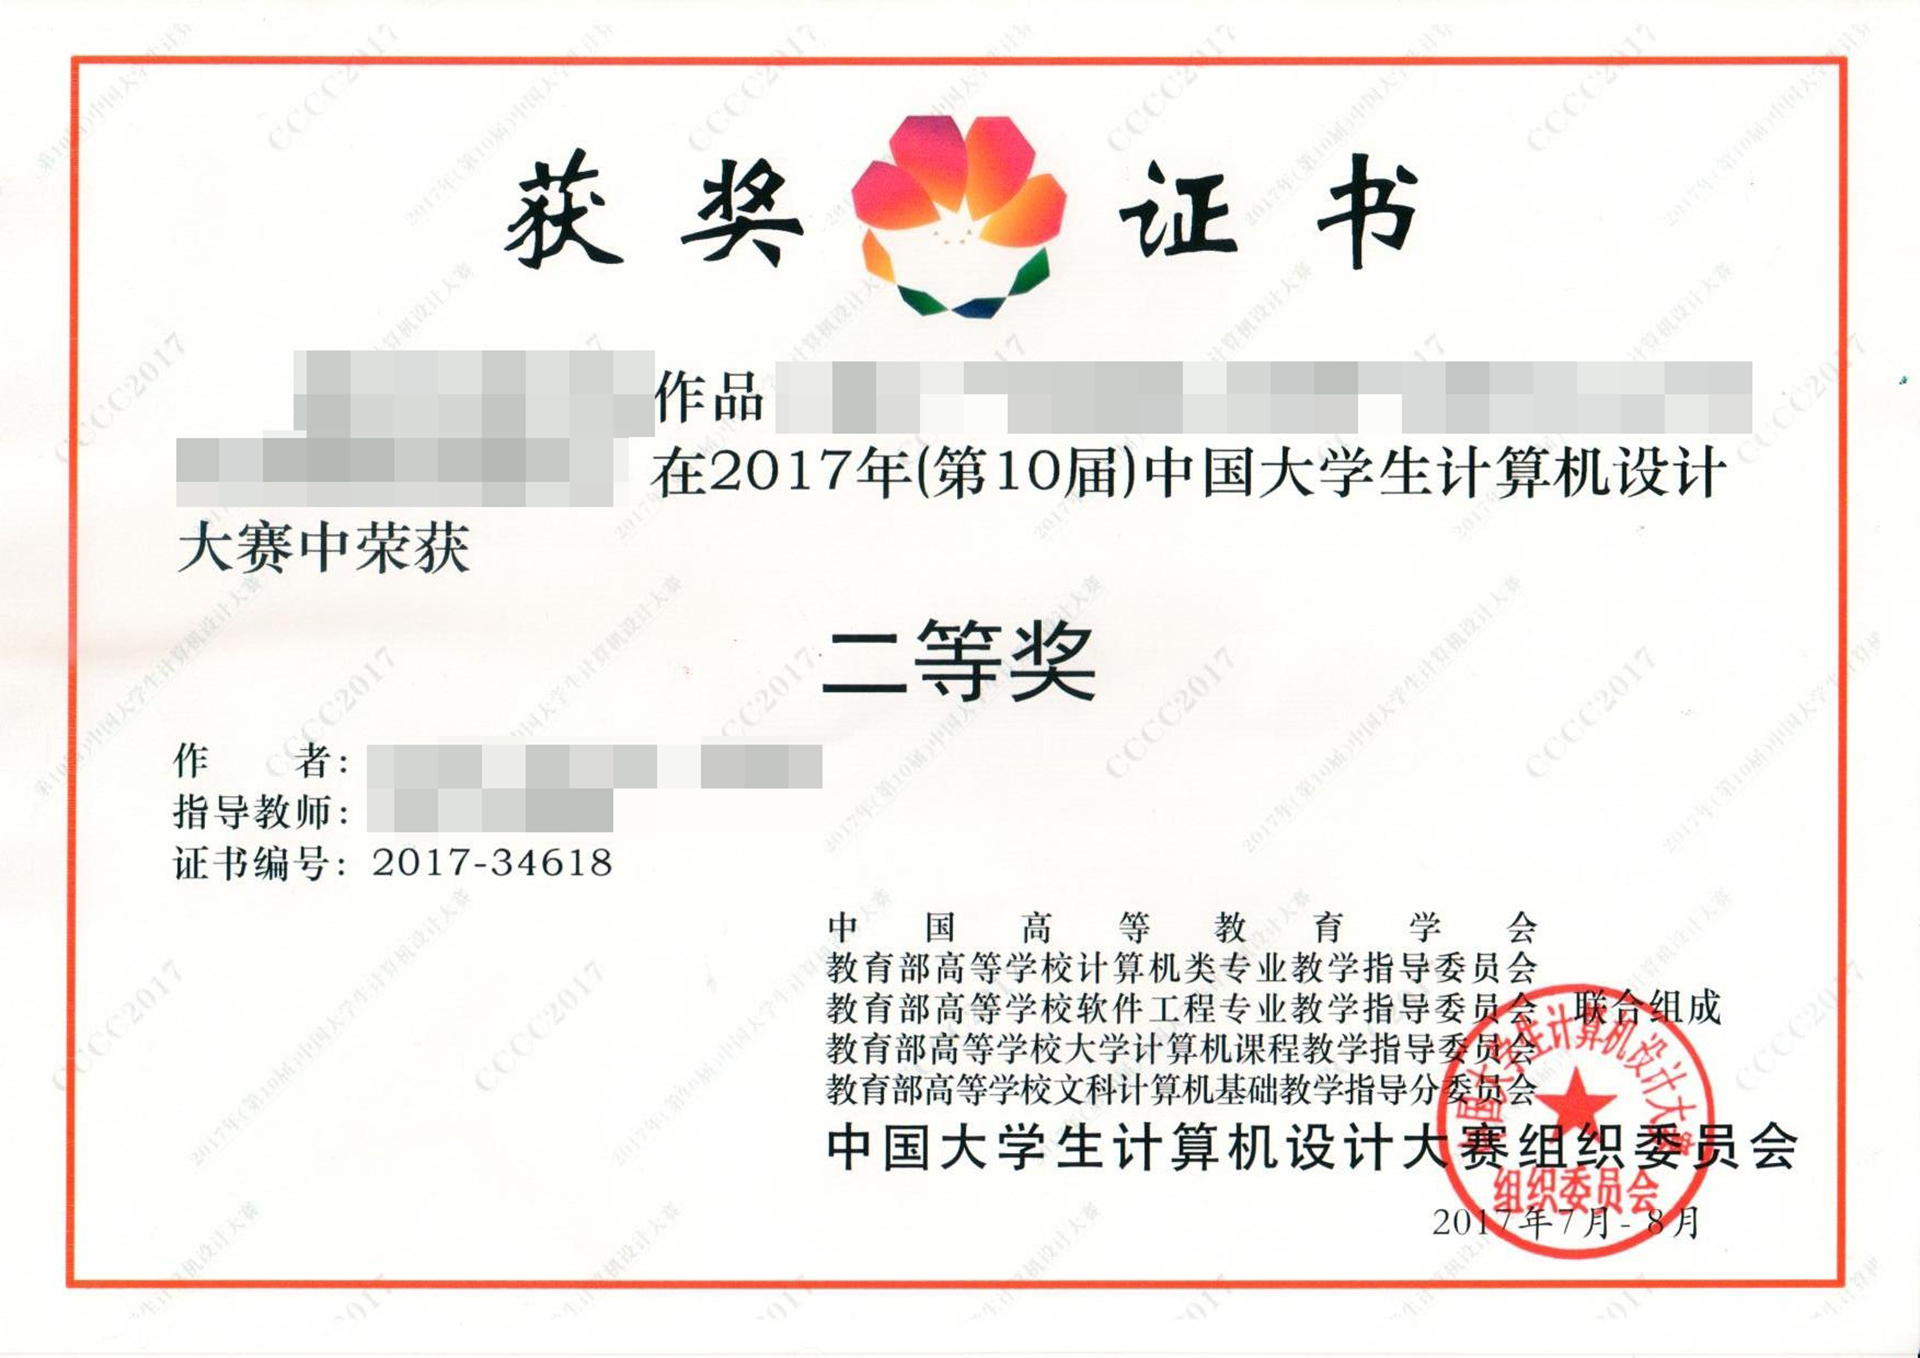 获奖证书
作品
在2017年(第10届)中国大学生计算机设计
大赛中荣获
二等奖
作 者：
指导教师：
证书编号：2017-34618
中国高等教育学会
教育部高等学校计算机类专业教学指导委员会
教育部高等学校软件工程专业教学指导委员会 联合组成
教育部高等学校大学计算机课程教学指导委员会
教育部高等学校文科计算机基础教学指导分委员会
中国大学生计算机设计大赛组织委员会
中国大学生计算机设计大赛
组织委员会
2017年7月-8月
CCCC2017
2017年(第10届)中国大学生计算机设计大赛